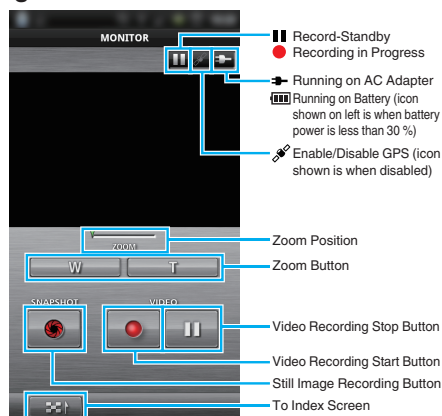 MONITOR
Record-Standby
Recording in Progress
Running on AC Adapter
Running on Battery (icon
shown on left is when battery
power is less than 30 %)
Enable/Disable GPS (icon
shown is when disabled)
ZOOM
Zoom Position
W
T
Zoom Button
SNAPSHOT
VIDEO
Video Recording Stop Button
Video Recording Start Button
Still Image Recording Button
To Index Screen